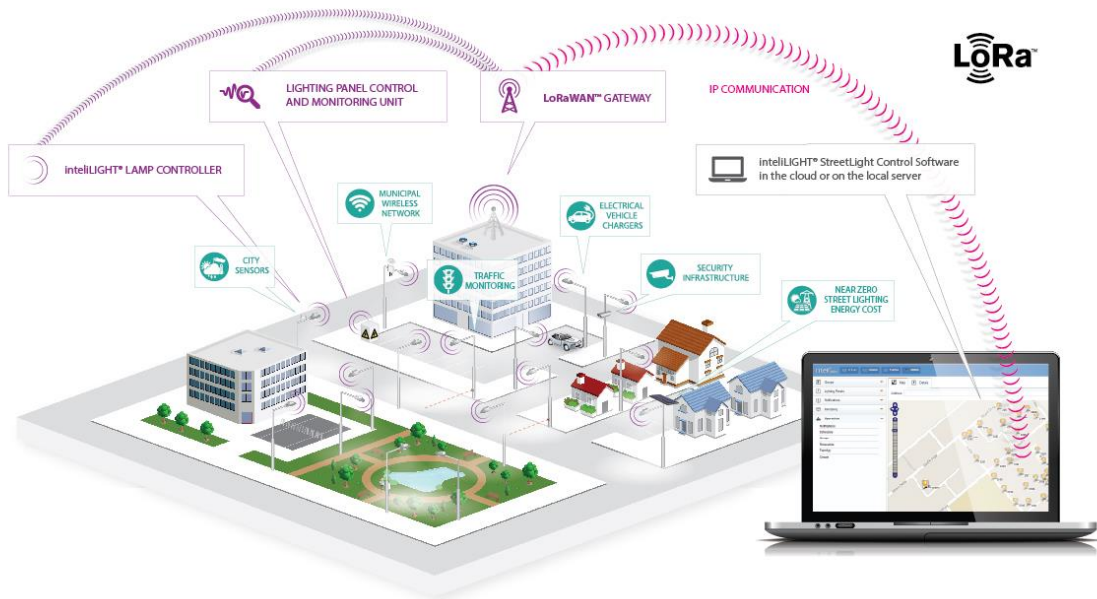 LoRa™
LIGHTING PANEL CONTROL
AND MONITORING UNIT
LoRaWAN™ GATEWAY
IP COMMUNICATION
inteliLIGHT® LAMP CONTROLLER
inteliLIGHT® StreetLight Control Software
in the cloud or on the local server
MUNICIPAL
WIRELESS
NETWORK
ELECTRICAL
VEHICLE
CHARGERS
CITY
SENSORS
TRAFFIC
MONITORING
SECURITY
INFRASTRUCTURE
NEAR ZERO
STREET LIGHTING
ENERGY COST
Map